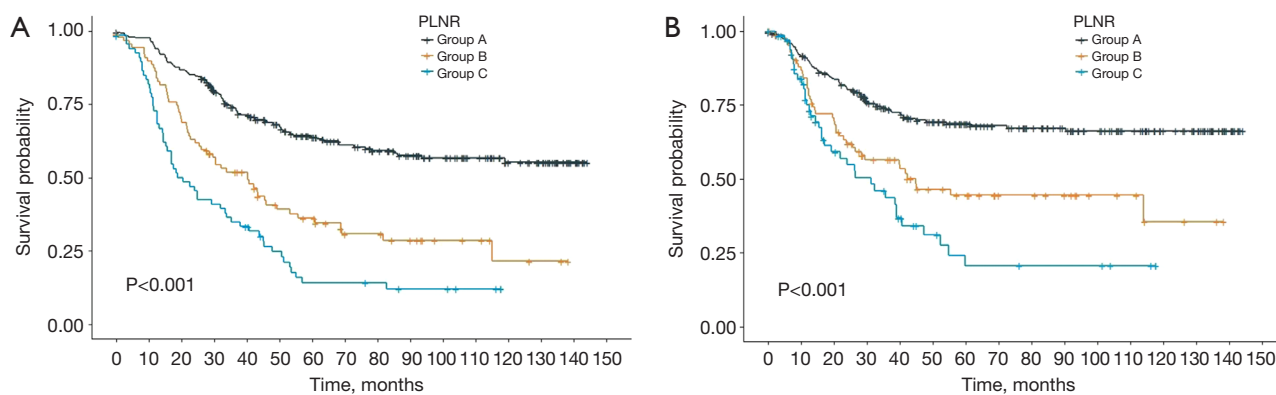 A
PLNR
Group A
Group B
Group C
1.00
0.75
0.50
0.25
0.00
Survival probability
P<0.001
0 10 20 30 40 50 60 70 80 90 100 110 120 130 140 150
Time, months
B
PLNR
Group A
Group B
Group C
1.00
0.75
0.50
0.25
0.00
Survival probability
P<0.001
0 10 20 30 40 50 60 70 80 90 100 110 120 130 140 150
Time, months